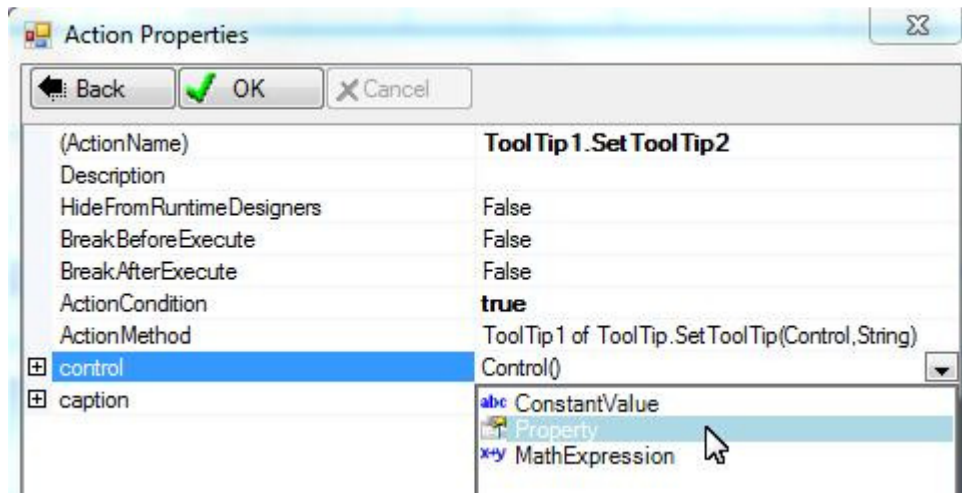 Action Properties
Back OK Cancel
(ActionName) ToolTip1.SetToolTip2
Description
HideFromRuntimeDesigners False
BreakBeforeExecute False
BreakAfterExecute False
ActionCondition true
ActionMethod ToolTip1 of ToolTip.SetToolTip(Control,String)
control Control()
caption
abc ConstantValue
Property
x+y MathExpression